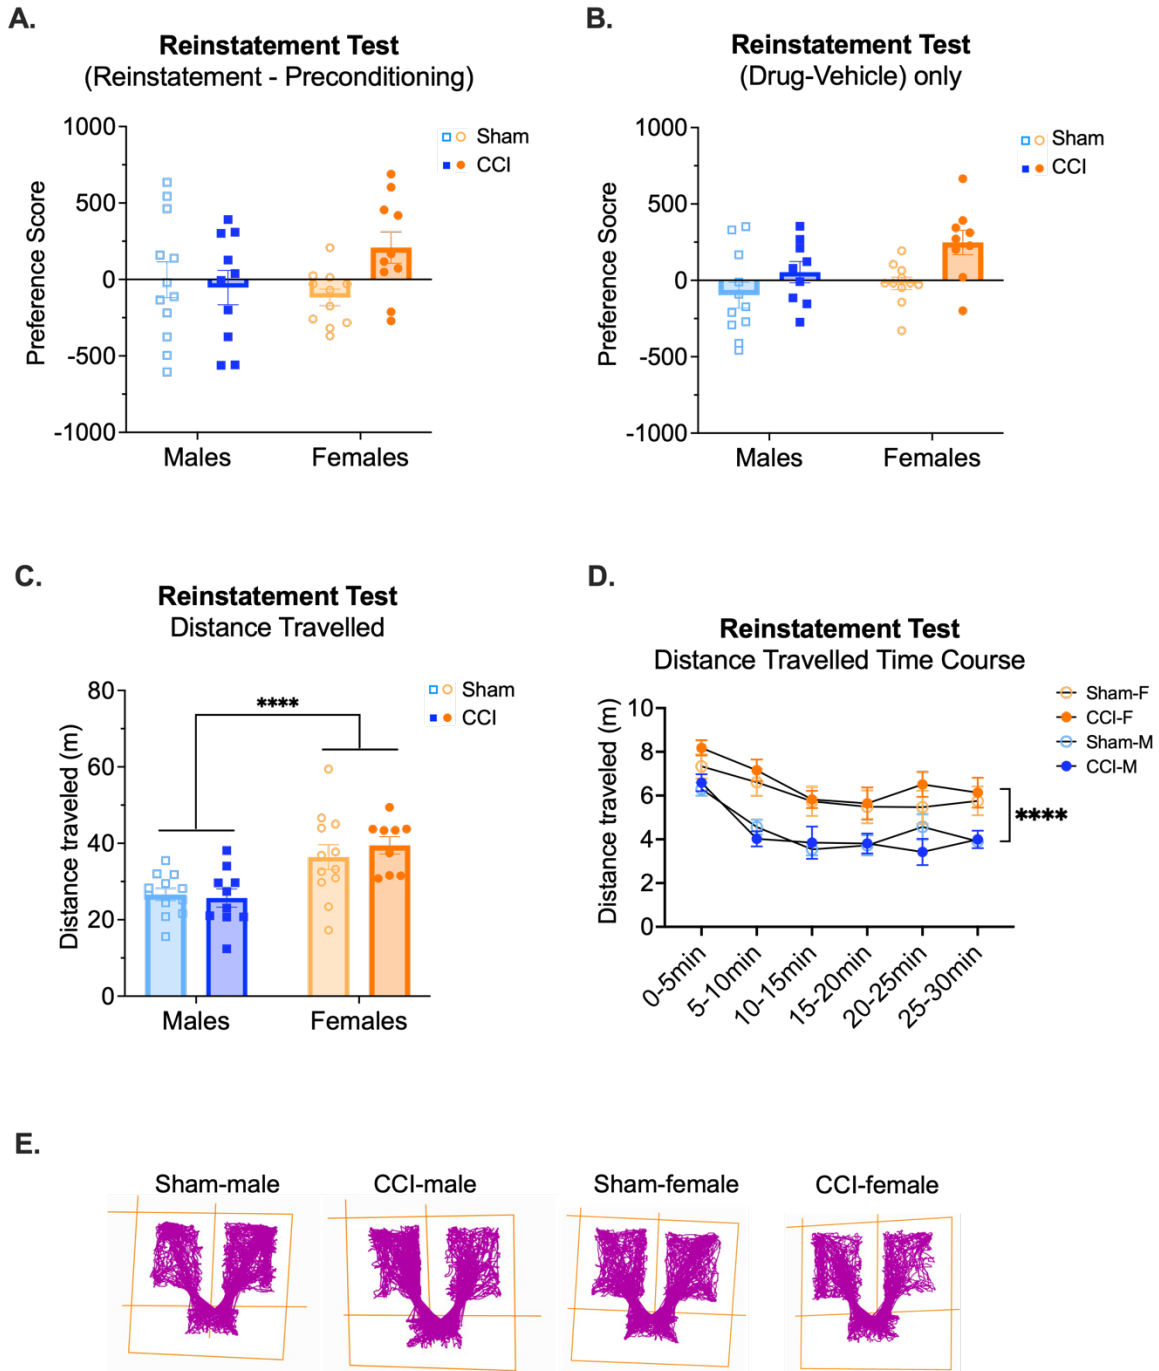 A.
Reinstatement Test
(Reinstatement - Preconditioning)
Sham
CCI
1000
500
0
-500
-1000
Preference Score
Males
Females
B.
Reinstatement Test
(Drug-Vehicle) only
Sham
CCI
1000
500
0
-500
-1000
Preference Socre
Males
Females
C.
Reinstatement Test
Distance Travelled
Sham
CCI
****
80
60
40
20
0
Distance traveled (m)
Males
Females
D.
Reinstatement Test
Distance Travelled Time Course
Sham-F
CCI-F
Sham-M
CCI-M
10
8
6
4
2
0
Distance traveled (m)
****
0-5min
5-10min
10-15min
15-20min
20-25min
25-30min
E.
Sham-male
CCI-male
Sham-female
CCI-female